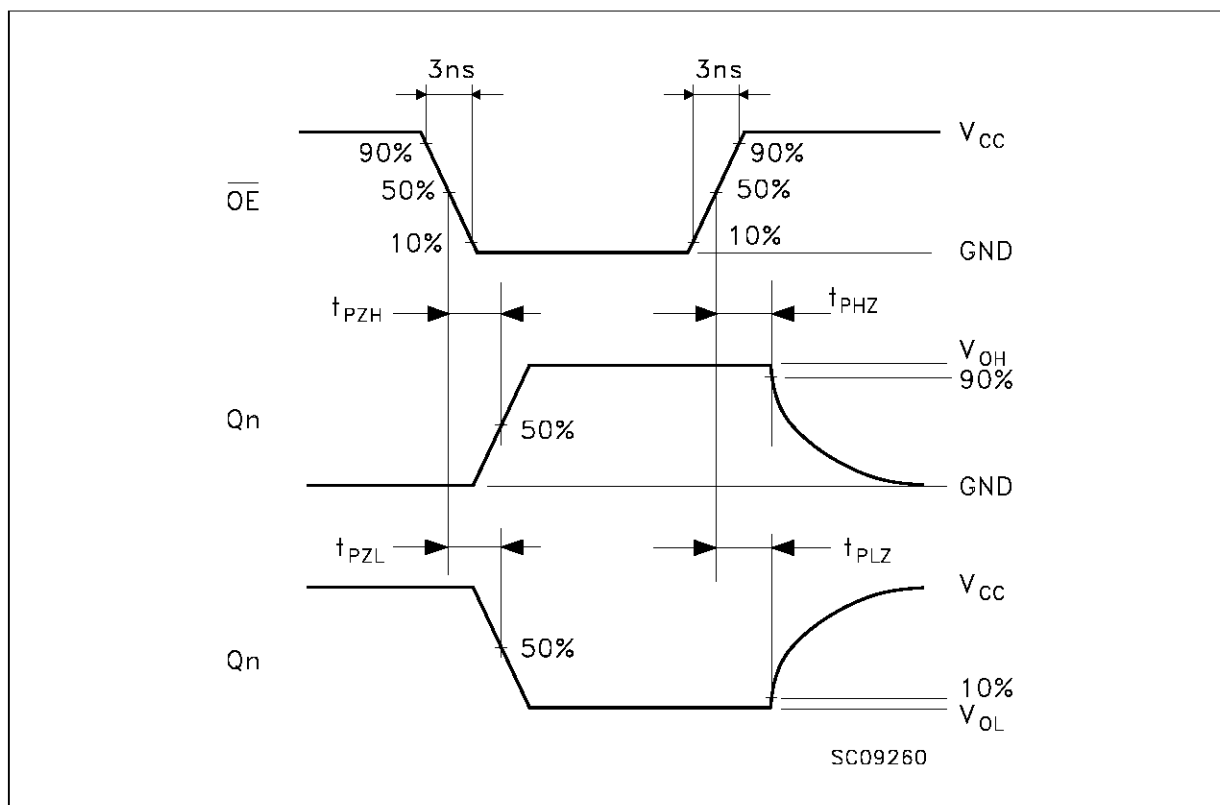 3ns 3ns
V_CC
90% 90%
50% 50%
OE
10% 10%
GND
t_PZH t_PHZ
V_OH
90%
Qn 50%
GND
t_PZL t_PLZ
V_CC
50%
Qn
10%
V_OL
SC09260